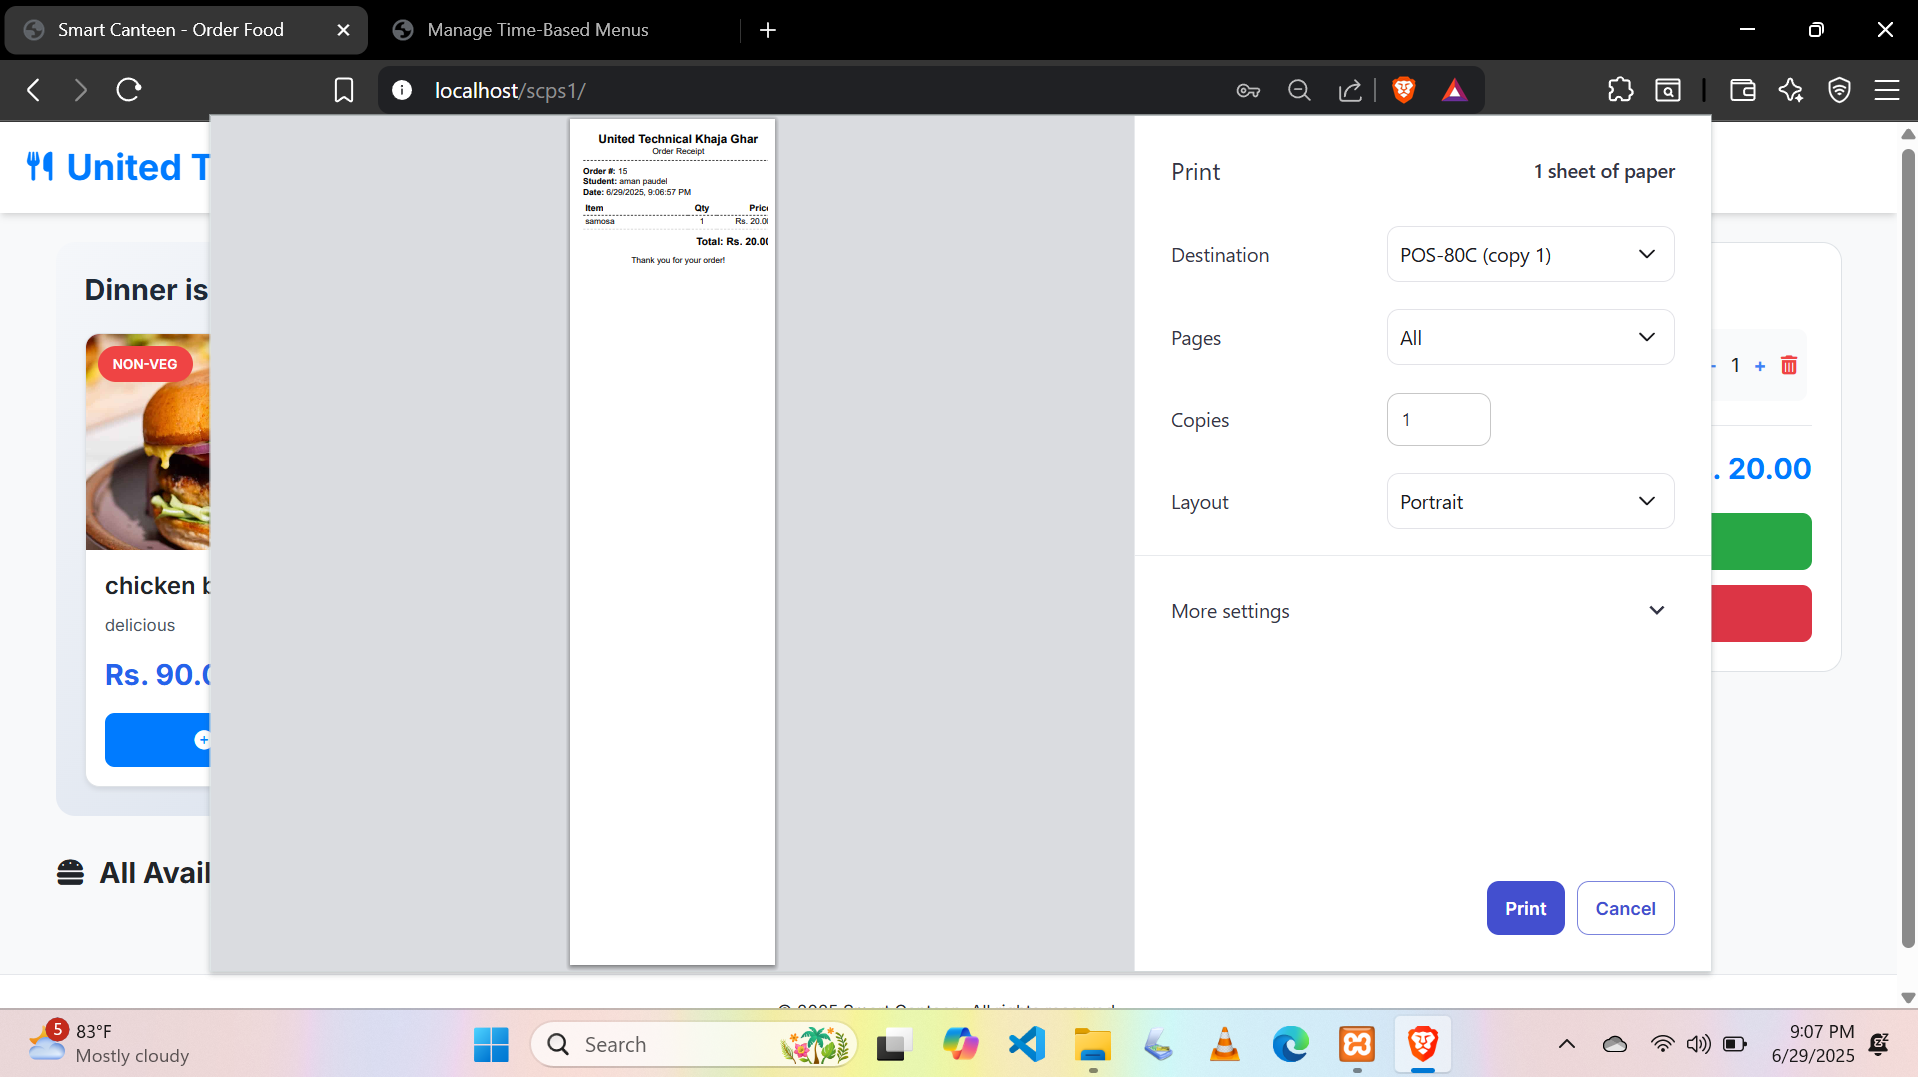 Smart Canteen - Order Food
Manage Time-Based Menus
localhost/scps1/
United T
Dinner is
NON-VEG
chicken b
delicious
Rs. 90.0
All Avail
United Technical Khaja Ghar
Order Receipt
Order #: 15
Student: aman paudel
Date: 6/29/2025, 9:06:57 PM
Item Qty Price
samosa 1 Rs. 20.00
Total: Rs. 20.00
Thank you for your order!
Print 1 sheet of paper
Destination POS-80C (copy 1)
Pages All
Copies 1
Layout Portrait
More settings
Print Cancel
- 1 +
. 20.00
5 83°F
Mostly cloudy
Search
9:07 PM
6/29/2025